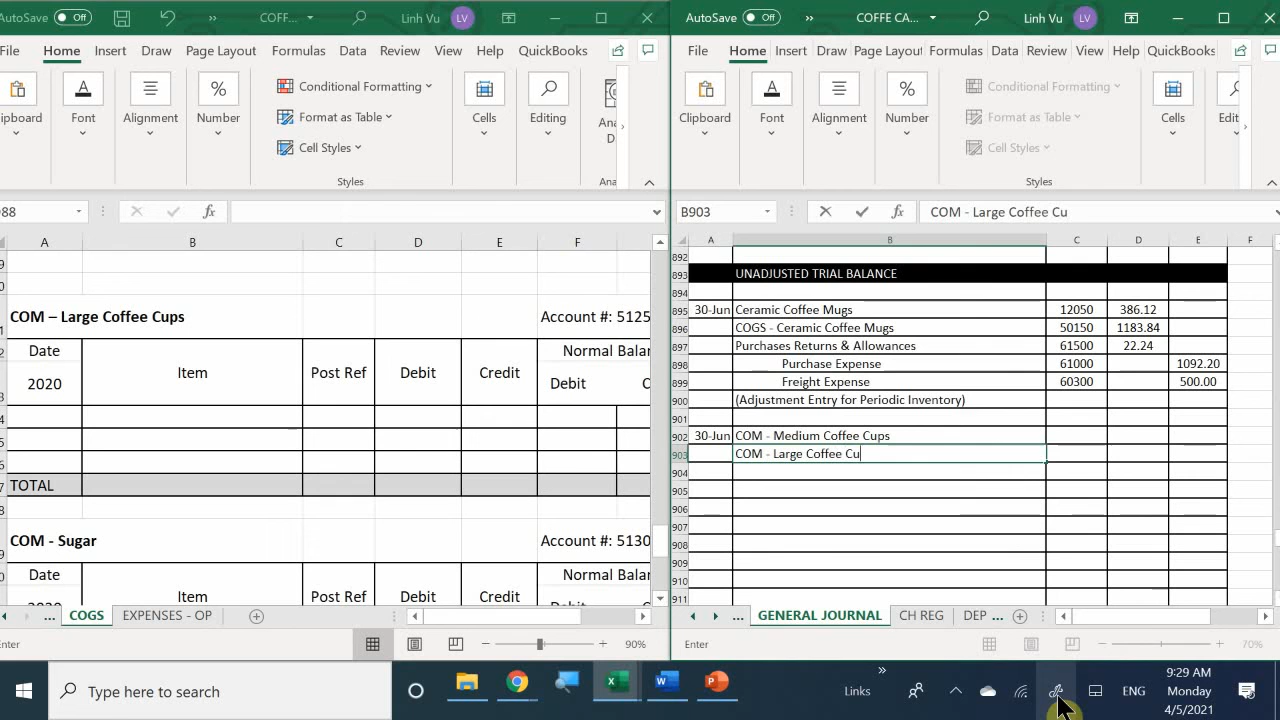 AutoSave Off » COFF... Linh Vu LV
File Home Insert Draw Page Layout Formulas Data Review View Help QuickBooks
Font Alignment Number
Conditional Formatting
Format as Table
Cell Styles
Cells Editing
Styles
fx
A B C D E F
COM – Large Coffee Cups Account #: 5125
Date
2020
Item Post Ref Debit Credit
Normal Balan
Debit
TOTAL
COM - Sugar Account #: 5130
Date Normal Balan
Item Post Ref Debit Credit
... COGS EXPENSES - OP
90%
AutoSave Off » COFFE CA... Linh Vu LV
File Home Insert Draw Page Layout Formulas Data Review View Help QuickBooks
Clipboard Font Alignment Number
Conditional Formatting
Format as Table
Cell Styles
Cells
Styles
B903 fx COM - Large Coffee Cu
A B C D E F
892
893 UNADJUSTED TRIAL BALANCE
894
895 30-Jun Ceramic Coffee Mugs 12050 386.12
896 COGS - Ceramic Coffee Mugs 50150 1183.84
897 Purchases Returns & Allowances 61500 22.24
898 Purchase Expense 61000 1092.20
899 Freight Expense 60300 500.00
900 (Adjustment Entry for Periodic Inventory)
901
902 30-Jun COM - Medium Coffee Cups
903 COM - Large Coffee Cu
904
905
906
907
908
909
910
911
... GENERAL JOURNAL CH REG DEP ...
Enter 70%
Type here to search
Links » ENG
9:29 AM
Monday
4/5/2021